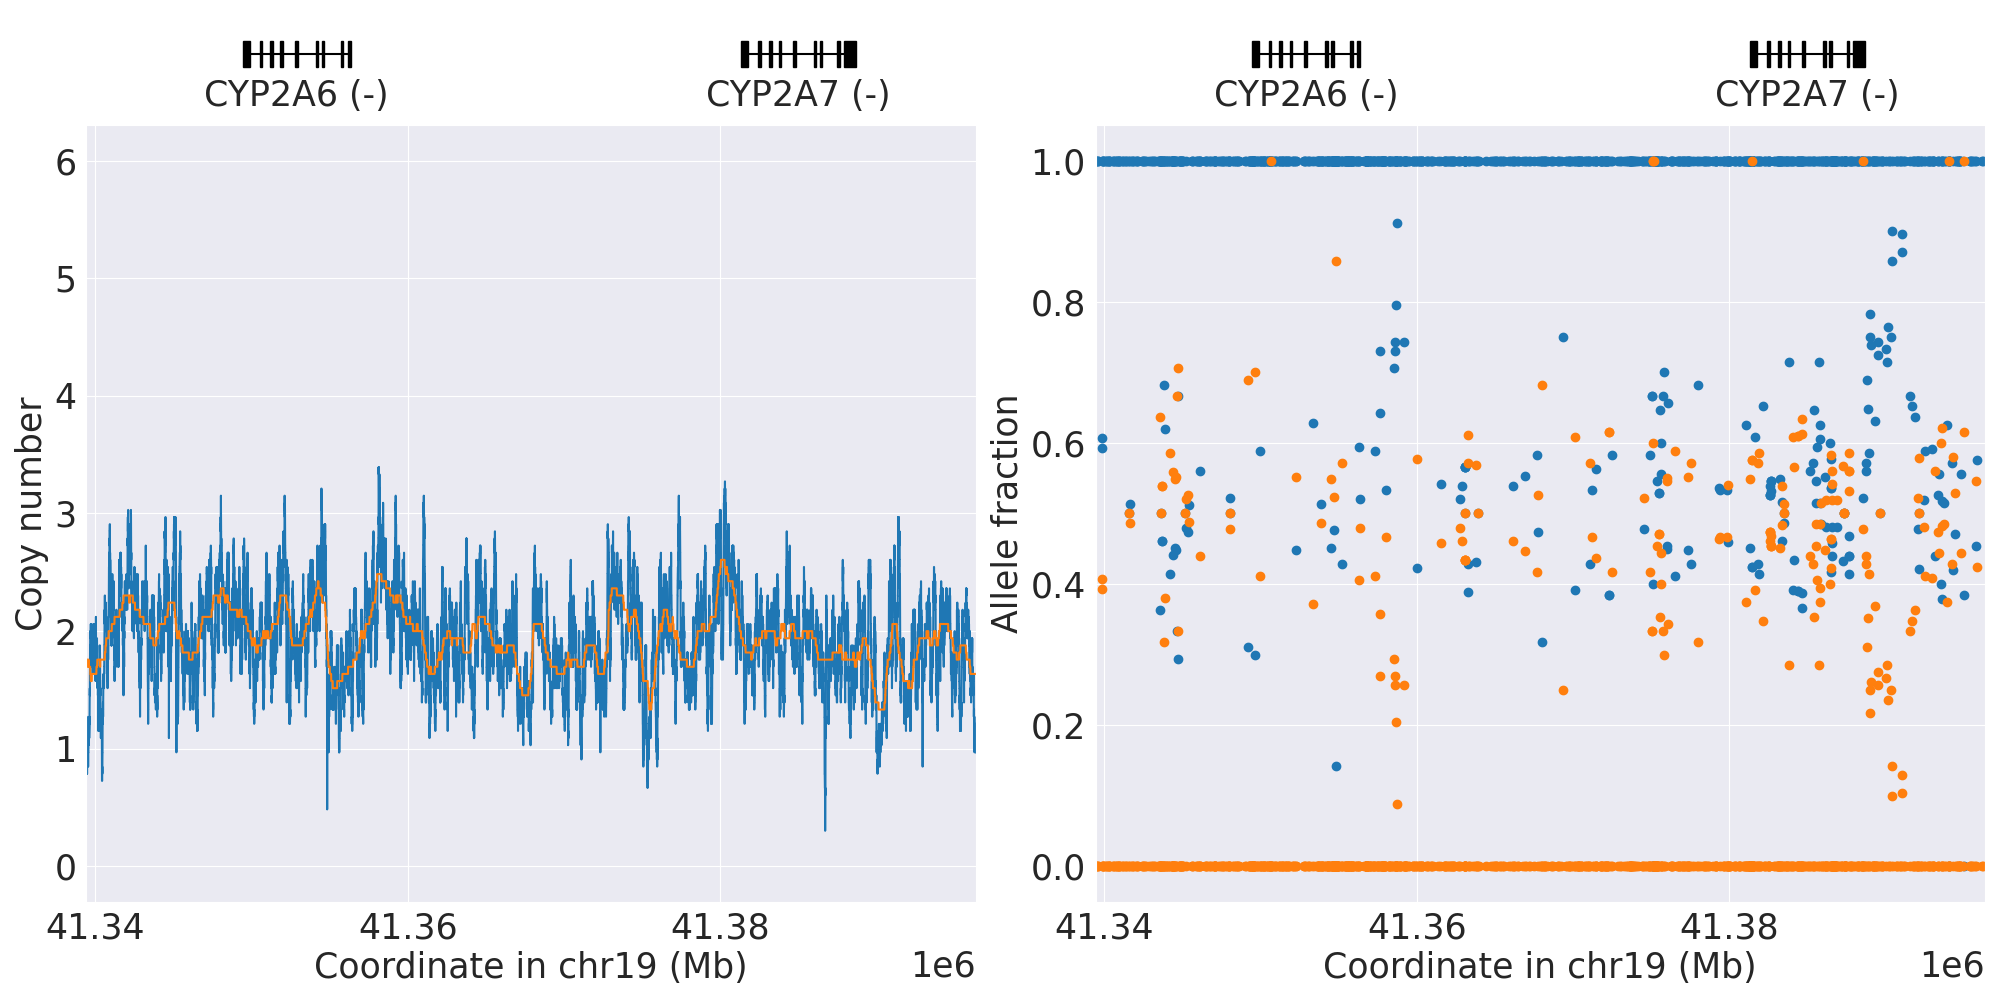 CYP2A6 (-)
CYP2A7 (-)
6
5
4
3
2
1
0
Copy number
41.34
41.36
41.38
Coordinate in chr19 (Mb)
1e6
CYP2A6 (-)
CYP2A7 (-)
1.0
0.8
0.6
0.4
0.2
0.0
Allele fraction
41.34
41.36
41.38
Coordinate in chr19 (Mb)
1e6